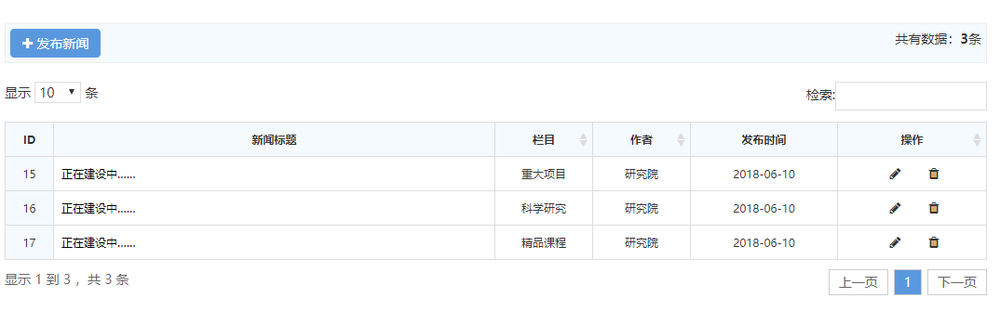 发布新闻 共有数据：3条
显示 10 条 检索:
ID 新闻标题 栏目 作者 发布时间 操作
15 正在建设中...... 重大项目 研究院 2018-06-10
16 正在建设中...... 科学研究 研究院 2018-06-10
17 正在建设中...... 精品课程 研究院 2018-06-10
显示 1 到 3 ，共 3 条 上一页 1 下一页